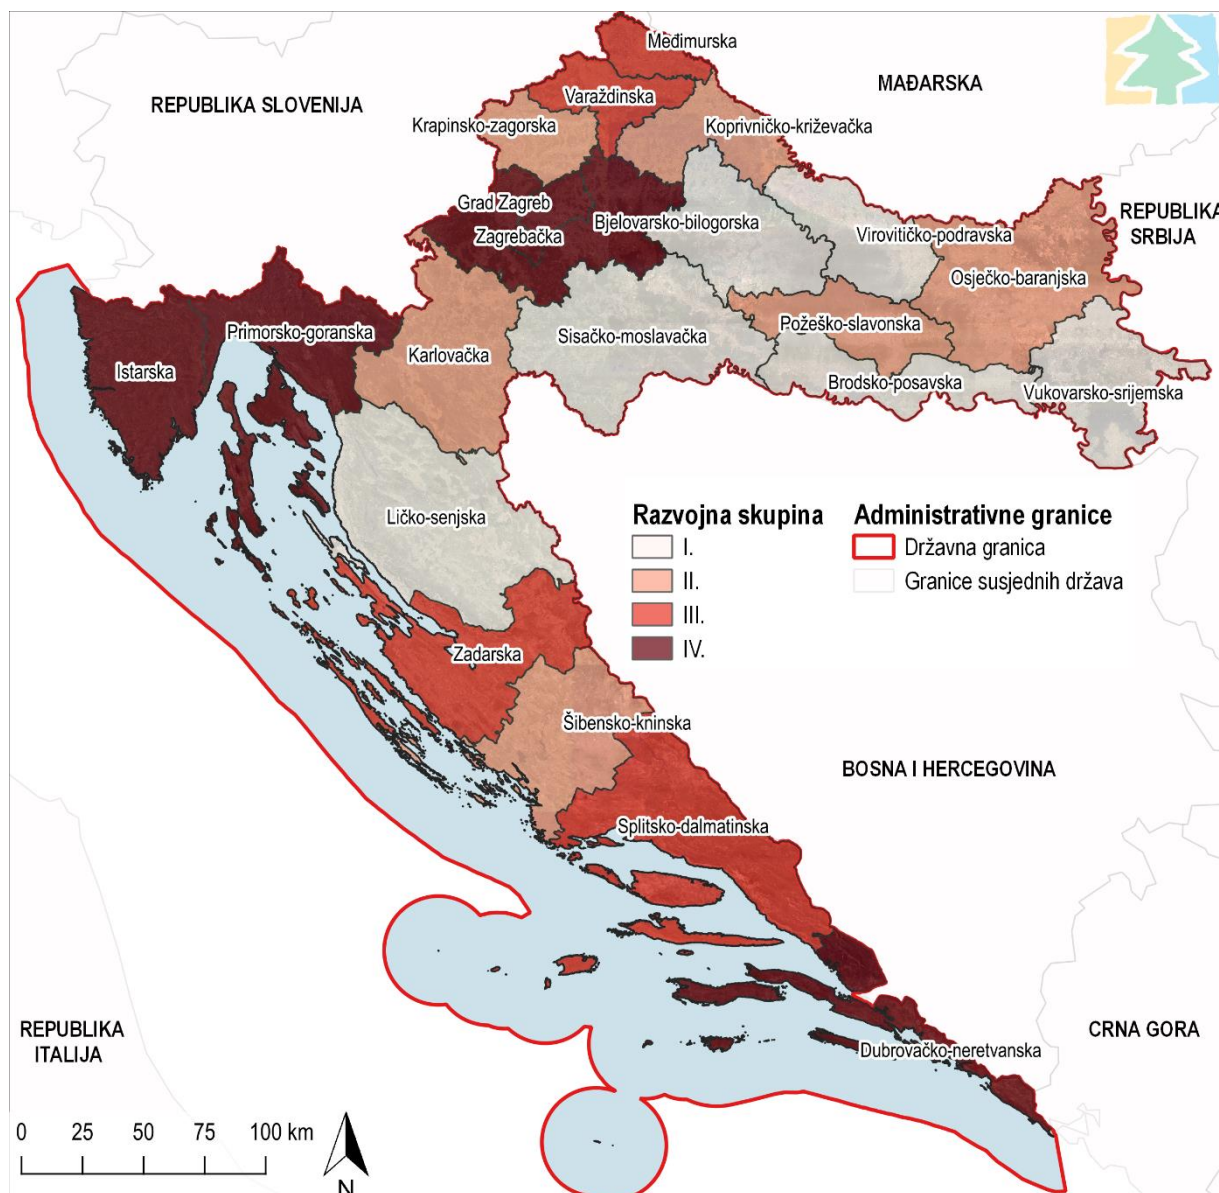 Međimurska
REPUBLIKA SLOVENIJA
MAĐARSKA
Varaždinska
Krapinsko-zagorska
Koprivničko-križevačka
Grad Zagreb
Bjelovarsko-bilogorska
Zagrebačka
Virovitičko-podravska
REPUBLIKA
SRBIJA
Osječko-baranjska
Primorsko-goranska
Istarska
Karlovačka
Sisačko-moslavačka
Požeško-slavonska
Brodsko-posavska
Vukovarsko-srijemska
Ličko-senjska
Razvojna skupina
I.
II.
III.
IV.
Administrativne granice
Državna granica
Granice susjednih država
Zadarska
Šibensko-kninska
BOSNA I HERCEGOVINA
Splitsko-dalmatinska
REPUBLIKA
ITALIJA
CRNA GORA
Dubrovačko-neretvanska
0 25 50 75 100 km
N